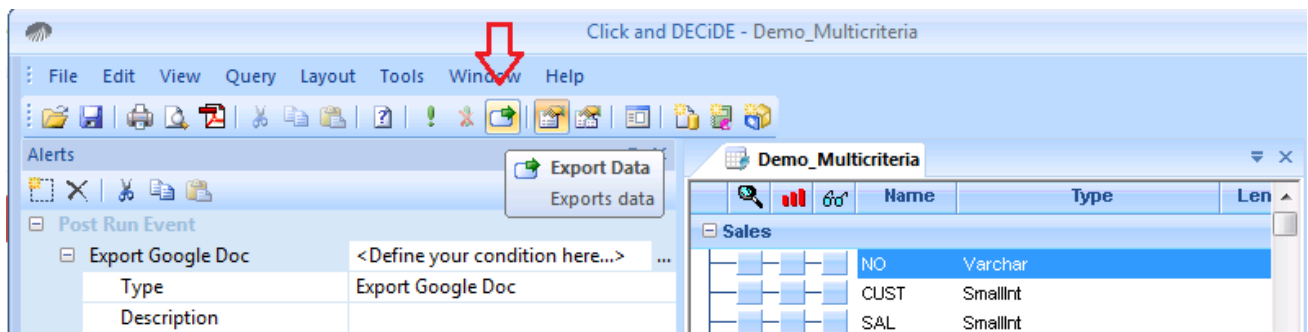 Click and DECiDE - Demo_Multicriteria
File Edit View Query Layout Tools Window Help
Alerts
Export Data
Exports data
Post Run Event
Export Google Doc <Define your condition here...> ...
Type Export Google Doc
Description
Demo_Multicriteria
Name Type Len
Sales
NO Varchar
CUST SmallInt
SAL SmallInt